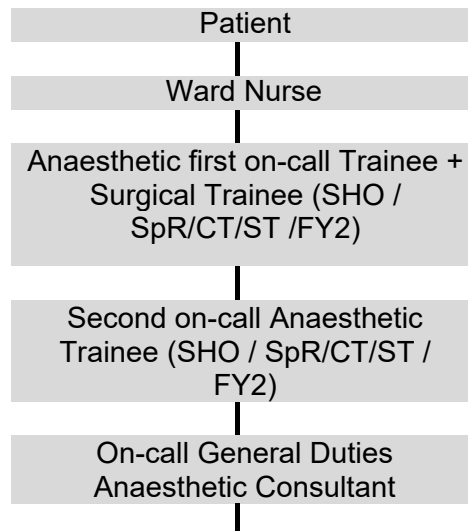 Patient
Ward Nurse
Anaesthetic first on-call Trainee +
Surgical Trainee (SHO /
SpR/CT/ST /FY2)
Second on-call Anaesthetic
Trainee (SHO / SpR/CT/ST /
FY2)
On-call General Duties
Anaesthetic Consultant